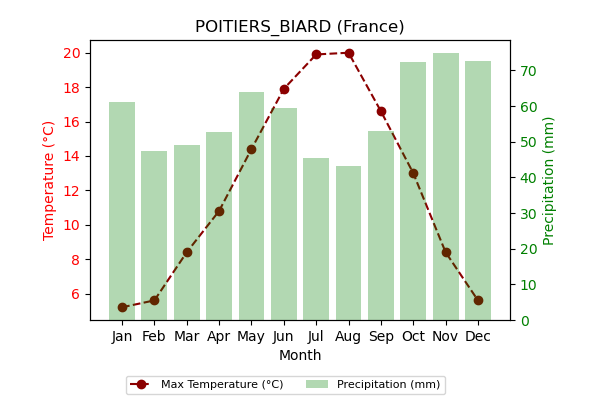 POITIERS_BIARD (France)
20
18
16
14
12
10
8
6
Temperature (°C)
70
60
50
40
30
20
10
0
Precipitation (mm)
Jan Feb Mar Apr May Jun Jul Aug Sep Oct Nov Dec
Month
Max Temperature (°C) Precipitation (mm)